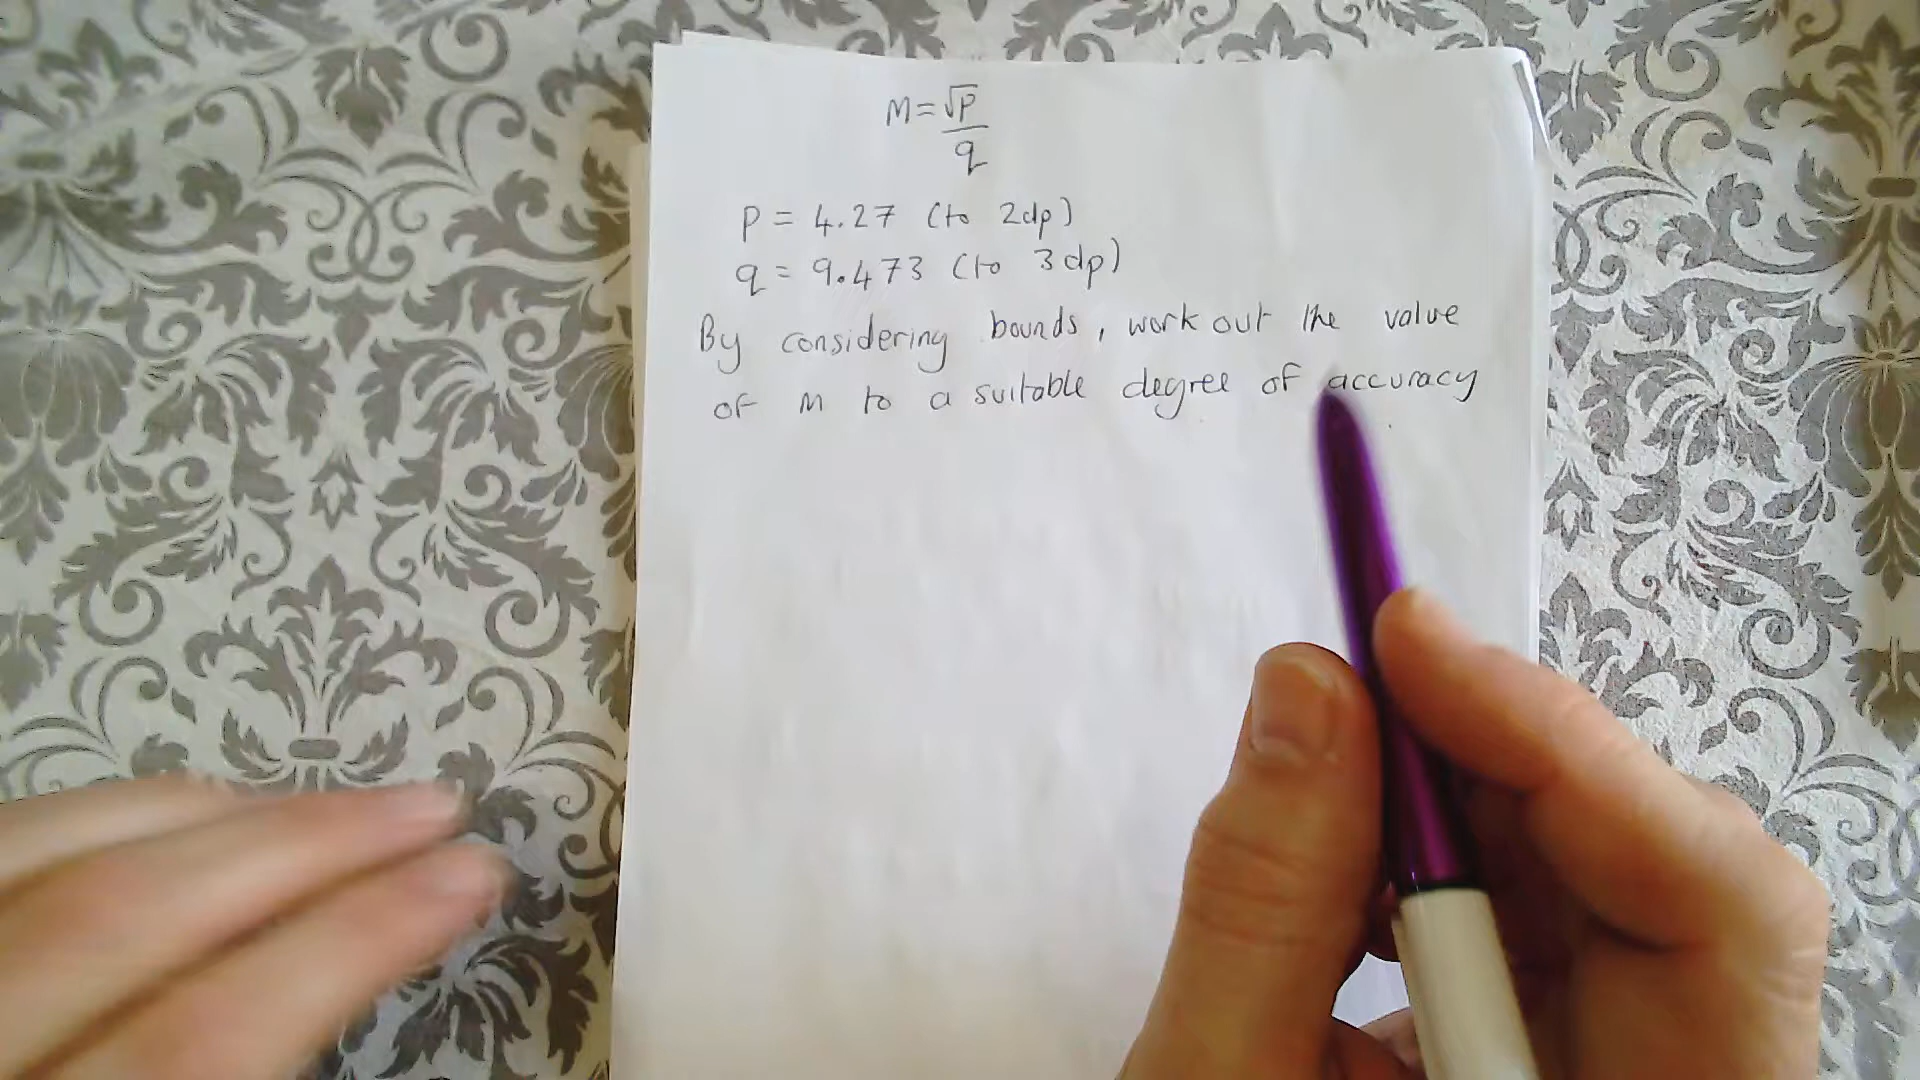 M = √p / q
p = 4.27 (to 2dp)
q = 9.473 (to 3dp)
By considering bounds, work out the value
of M to a suitable degree of accuracy